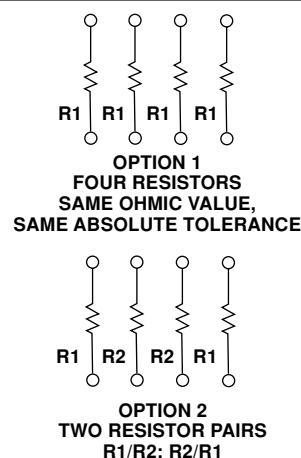 R1 R1 R1 R1
OPTION 1
FOUR RESISTORS
SAME OHMIC VALUE,
SAME ABSOLUTE TOLERANCE
R1 R2 R2 R1
OPTION 2
TWO RESISTOR PAIRS
R1/R2; R2/R1